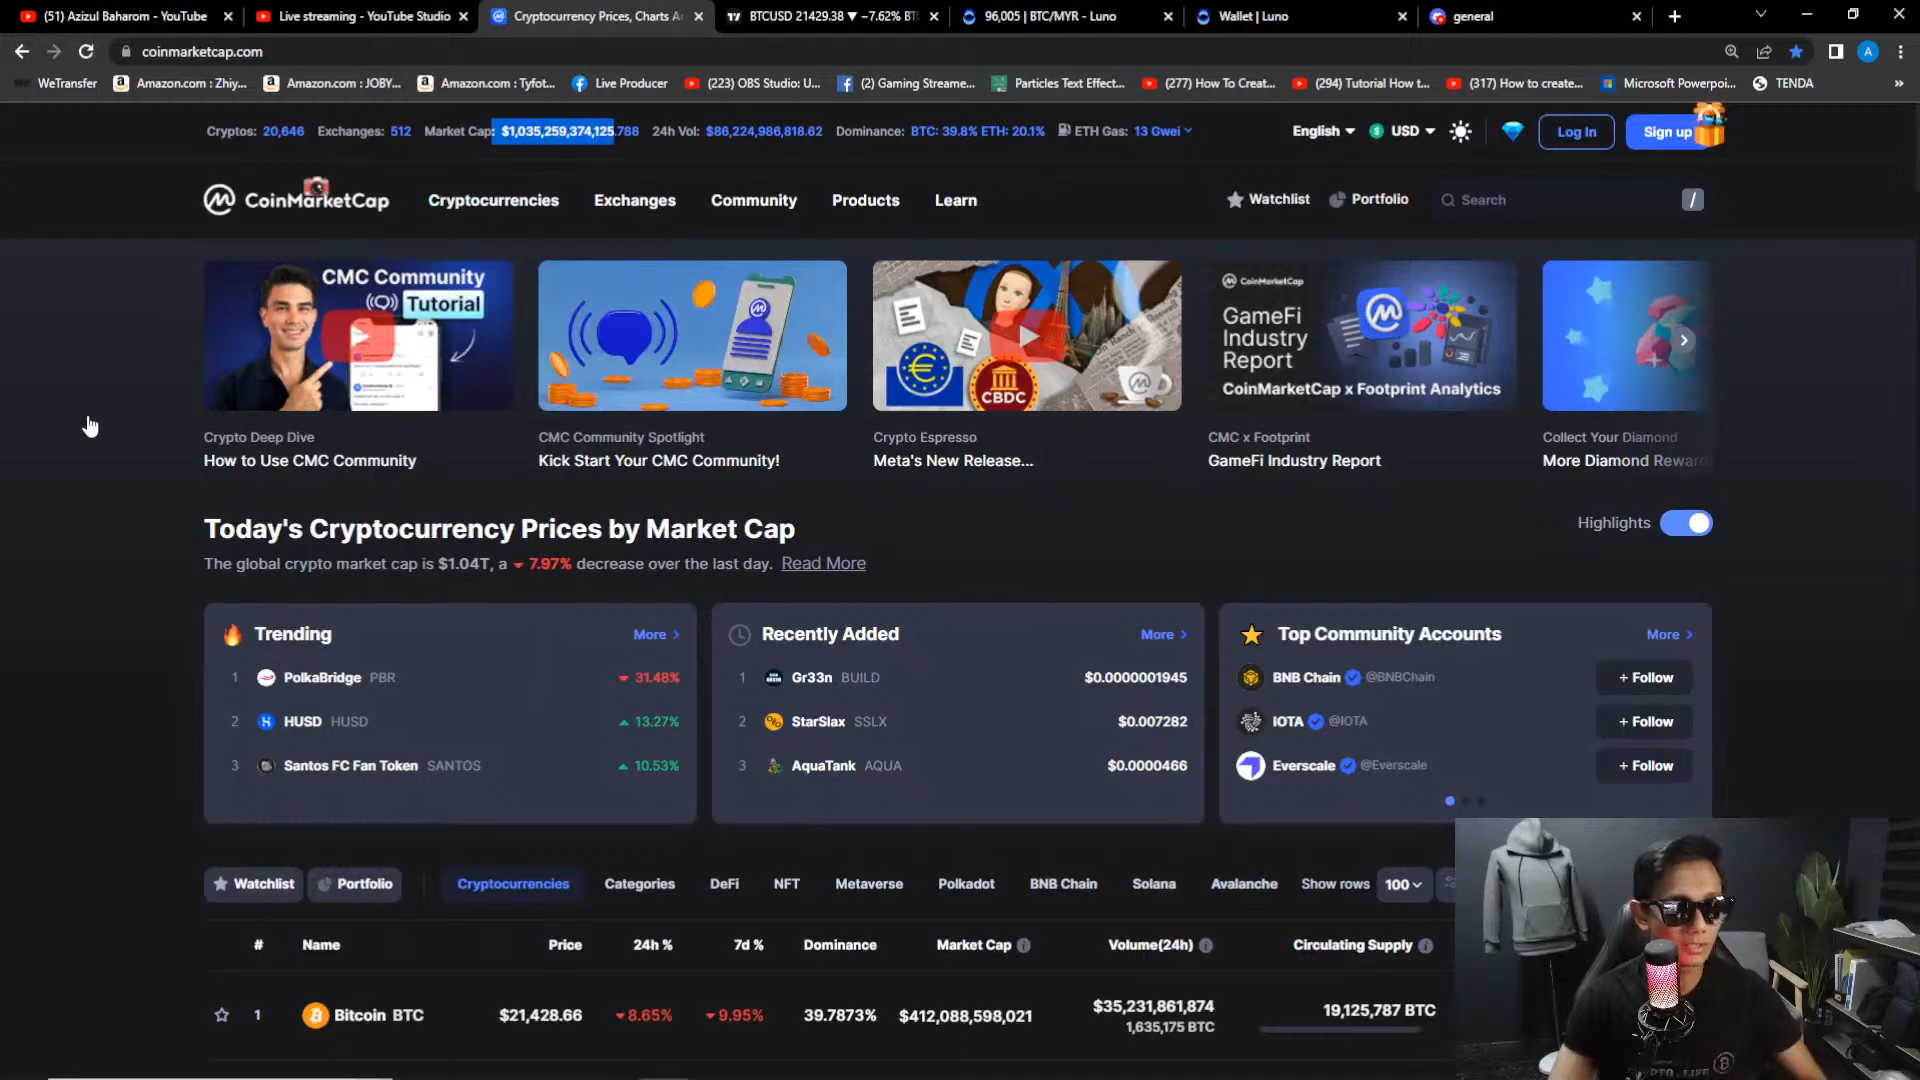 (51) Azizul Baharom - YouTube
Live streaming - YouTube Studio
Cryptocurrency Prices, Charts A
BTCUSD 21429.38 ▼ −7.62% BT
96,005 | BTC/MYR - Luno
Wallet | Luno
general
coinmarketcap.com
A
WeTransfer
Amazon.com : Zhiy...
Amazon.com : JOBY...
Amazon.com : Tyfot...
Live Producer
(223) OBS Studio: U...
(2) Gaming Streame...
Particles Text Effect...
(277) How To Creat...
(294) Tutorial How t...
(317) How to create...
Microsoft Powerpoi...
TENDA
»
Cryptos: 20,646 Exchanges: 512 Market Cap: $1,035,259,374,125.788 24h Vol: $86,224,986,818.62 Dominance: BTC: 39.8% ETH: 20.1% ETH Gas: 13 Gwei
English
USD
Log In
Sign up
CoinMarketCap
Cryptocurrencies
Exchanges
Community
Products
Learn
Watchlist
Portfolio
Search
/
CMC Community
Tutorial
CBDC
CoinMarketCap
GameFi
Industry
Report
CoinMarketCap x Footprint Analytics
Crypto Deep Dive
How to Use CMC Community
CMC Community Spotlight
Kick Start Your CMC Community!
Crypto Espresso
Meta's New Release...
CMC x Footprint
GameFi Industry Report
Collect Your Diamond
More Diamond Reward
Today's Cryptocurrency Prices by Market Cap
Highlights
The global crypto market cap is $1.04T, a 7.97% decrease over the last day. Read More
Trending
More
1 PolkaBridge PBR 31.48%
2 HUSD HUSD 13.27%
3 Santos FC Fan Token SANTOS 10.53%
Recently Added
More
1 Gr33n BUILD $0.0000001945
2 StarSlax SSLX $0.007282
3 AquaTank AQUA $0.0000466
Top Community Accounts
More
BNB Chain @BNBChain + Follow
IOTA @IOTA + Follow
Everscale @Everscale + Follow
Watchlist
Portfolio
Cryptocurrencies
Categories
DeFi
NFT
Metaverse
Polkadot
BNB Chain
Solana
Avalanche
Show rows
100
# Name Price 24h % 7d % Dominance Market Cap Volume(24h) Circulating Supply
1 Bitcoin BTC $21,428.66 8.65% 9.95% 39.7873% $412,088,598,021 $35,231,861,874 19,125,787 BTC
1,635,175 BTC